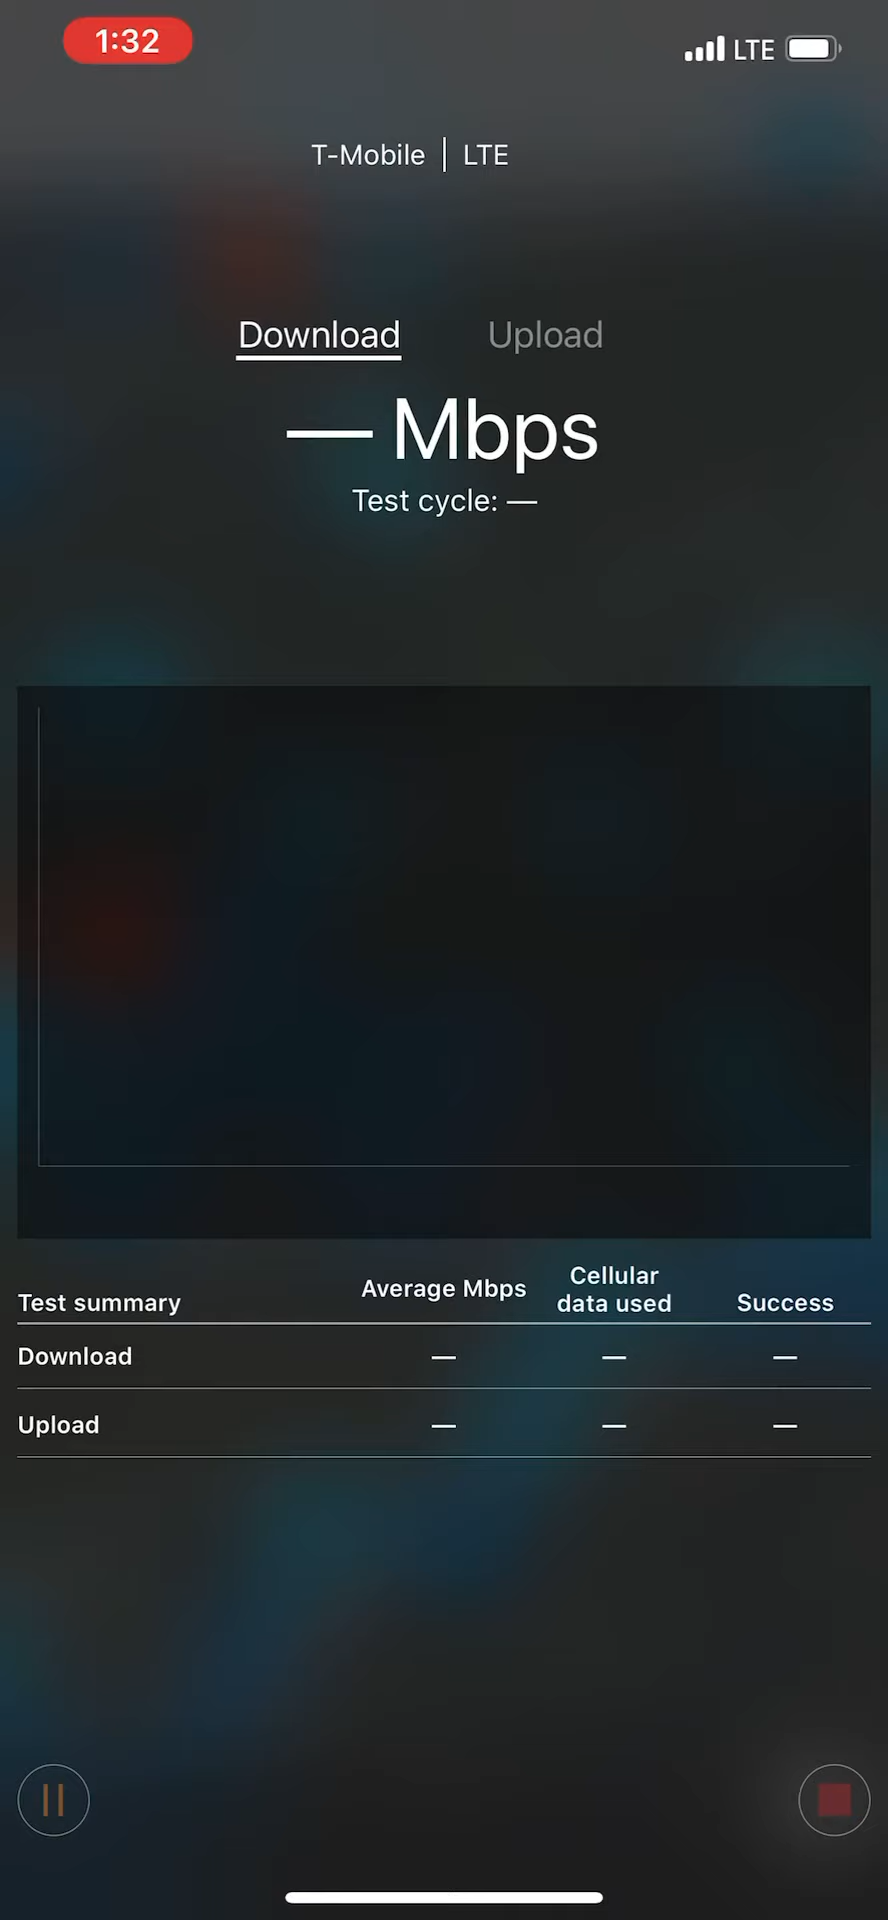 1:32
LTE
T-Mobile | LTE
Download Upload
— Mbps
Test cycle: —
Test summary Average Mbps Cellular data used Success
Download — — —
Upload — — —